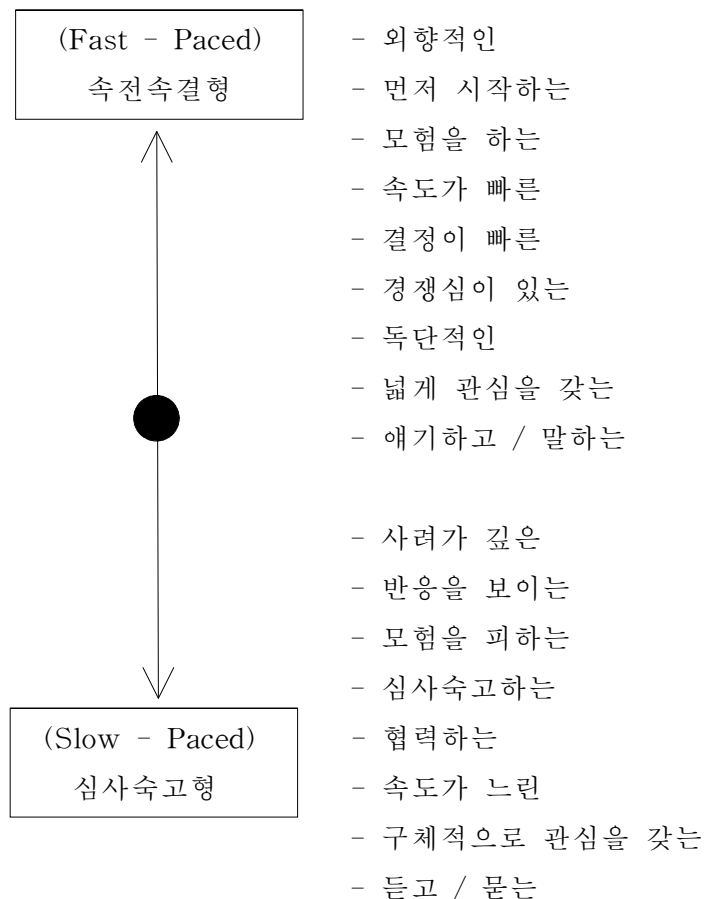 (Fast - Paced)
속전속결형
- 외향적인
- 먼저 시작하는
- 모험을 하는
- 속도가 빠른
- 결정이 빠른
- 경쟁심이 있는
- 독단적인
- 넓게 관심을 갖는
- 얘기하고 / 말하는
- 사려가 깊은
- 반응을 보이는
- 모험을 피하는
- 심사숙고하는
- 협력하는
- 속도가 느린
- 구체적으로 관심을 갖는
- 듣고 / 묻는
(Slow - Paced)
심사숙고형